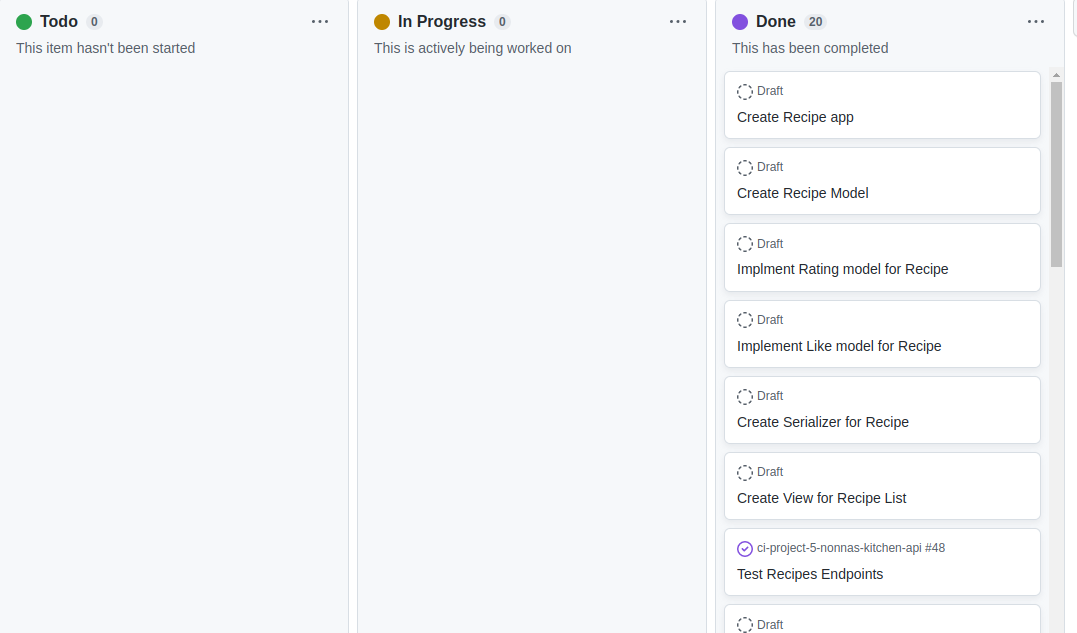 Todo 0
This item hasn't been started
In Progress 0
This is actively being worked on
Done 20
This has been completed
Draft
Create Recipe app
Draft
Create Recipe Model
Draft
Implment Rating model for Recipe
Draft
Implement Like model for Recipe
Draft
Create Serializer for Recipe
Draft
Create View for Recipe List
ci-project-5-nonnas-kitchen-api #48
Test Recipes Endpoints
Draft